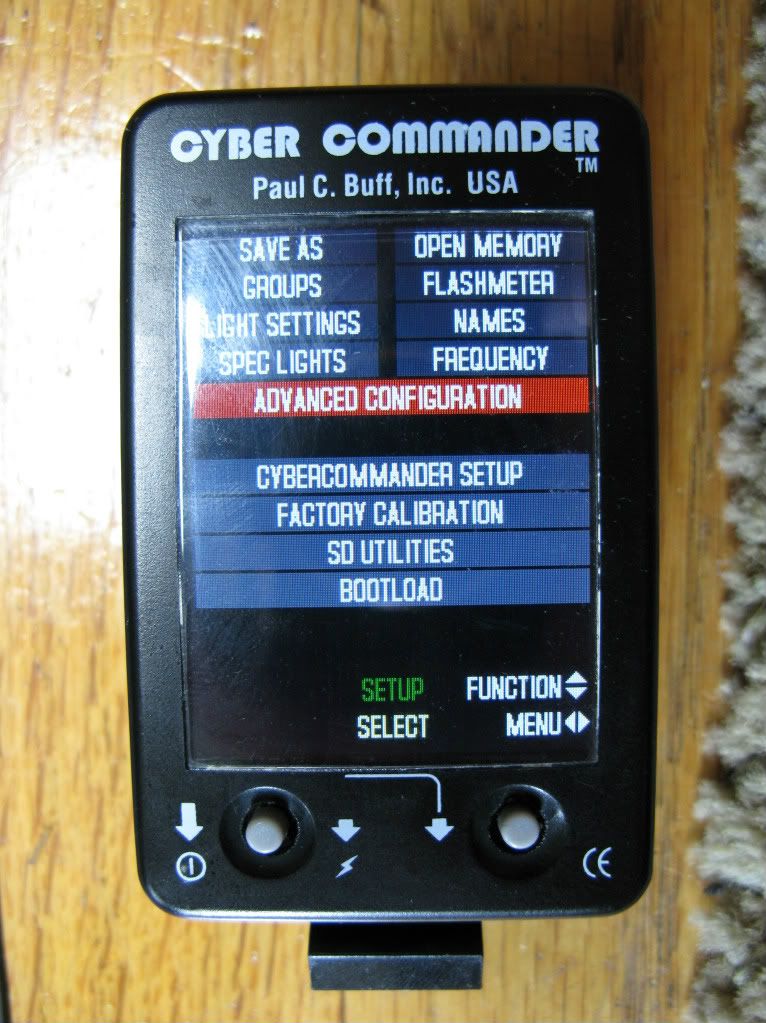 CYBER COMMANDER
TM
Paul C. Buff, Inc. USA
SAVE AS OPEN MEMORY
GROUPS FLASHMETER
LIGHT SETTINGS NAMES
SPEC LIGHTS FREQUENCY
ADVANCED CONFIGURATION
CYBERCOMMANDER SETUP
FACTORY CALIBRATION
SD UTILITIES
BOOTLOAD
SETUP FUNCTION
SELECT MENU
CE